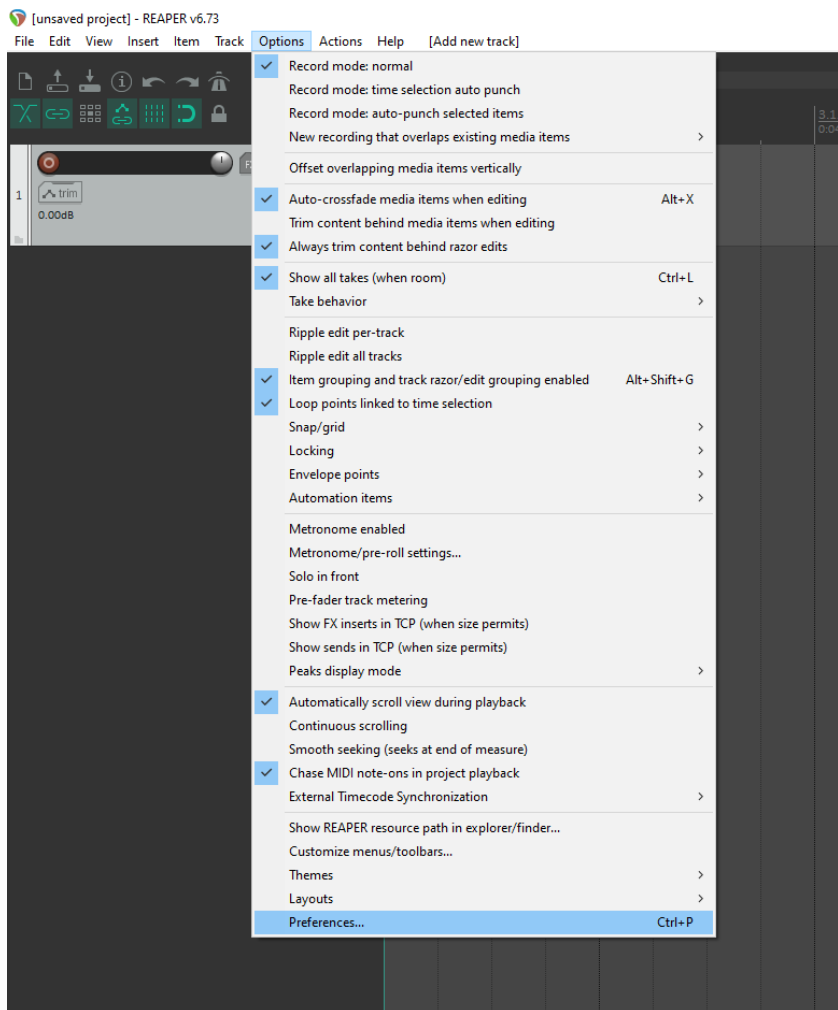 [unsaved project] - REAPER v6.73
File Edit View Insert Item Track Options Actions Help [Add new track]
Record mode: normal
Record mode: time selection auto punch
Record mode: auto-punch selected items
New recording that overlaps existing media items
Offset overlapping media items vertically
Auto-crossfade media items when editing Alt+X
Trim content behind media items when editing
Always trim content behind razor edits
Show all takes (when room) Ctrl+L
Take behavior
Ripple edit per-track
Ripple edit all tracks
Item grouping and track razor/edit grouping enabled Alt+Shift+G
Loop points linked to time selection
Snap/grid
Locking
Envelope points
Automation items
Metronome enabled
Metronome/pre-roll settings...
Solo in front
Pre-fader track metering
Show FX inserts in TCP (when size permits)
Show sends in TCP (when size permits)
Peaks display mode
Automatically scroll view during playback
Continuous scrolling
Smooth seeking (seeks at end of measure)
Chase MIDI note-ons in project playback
External Timecode Synchronization
Show REAPER resource path in explorer/finder...
Customize menus/toolbars...
Themes
Layouts
Preferences... Ctrl+P
1
trim
0.00dB
3.1